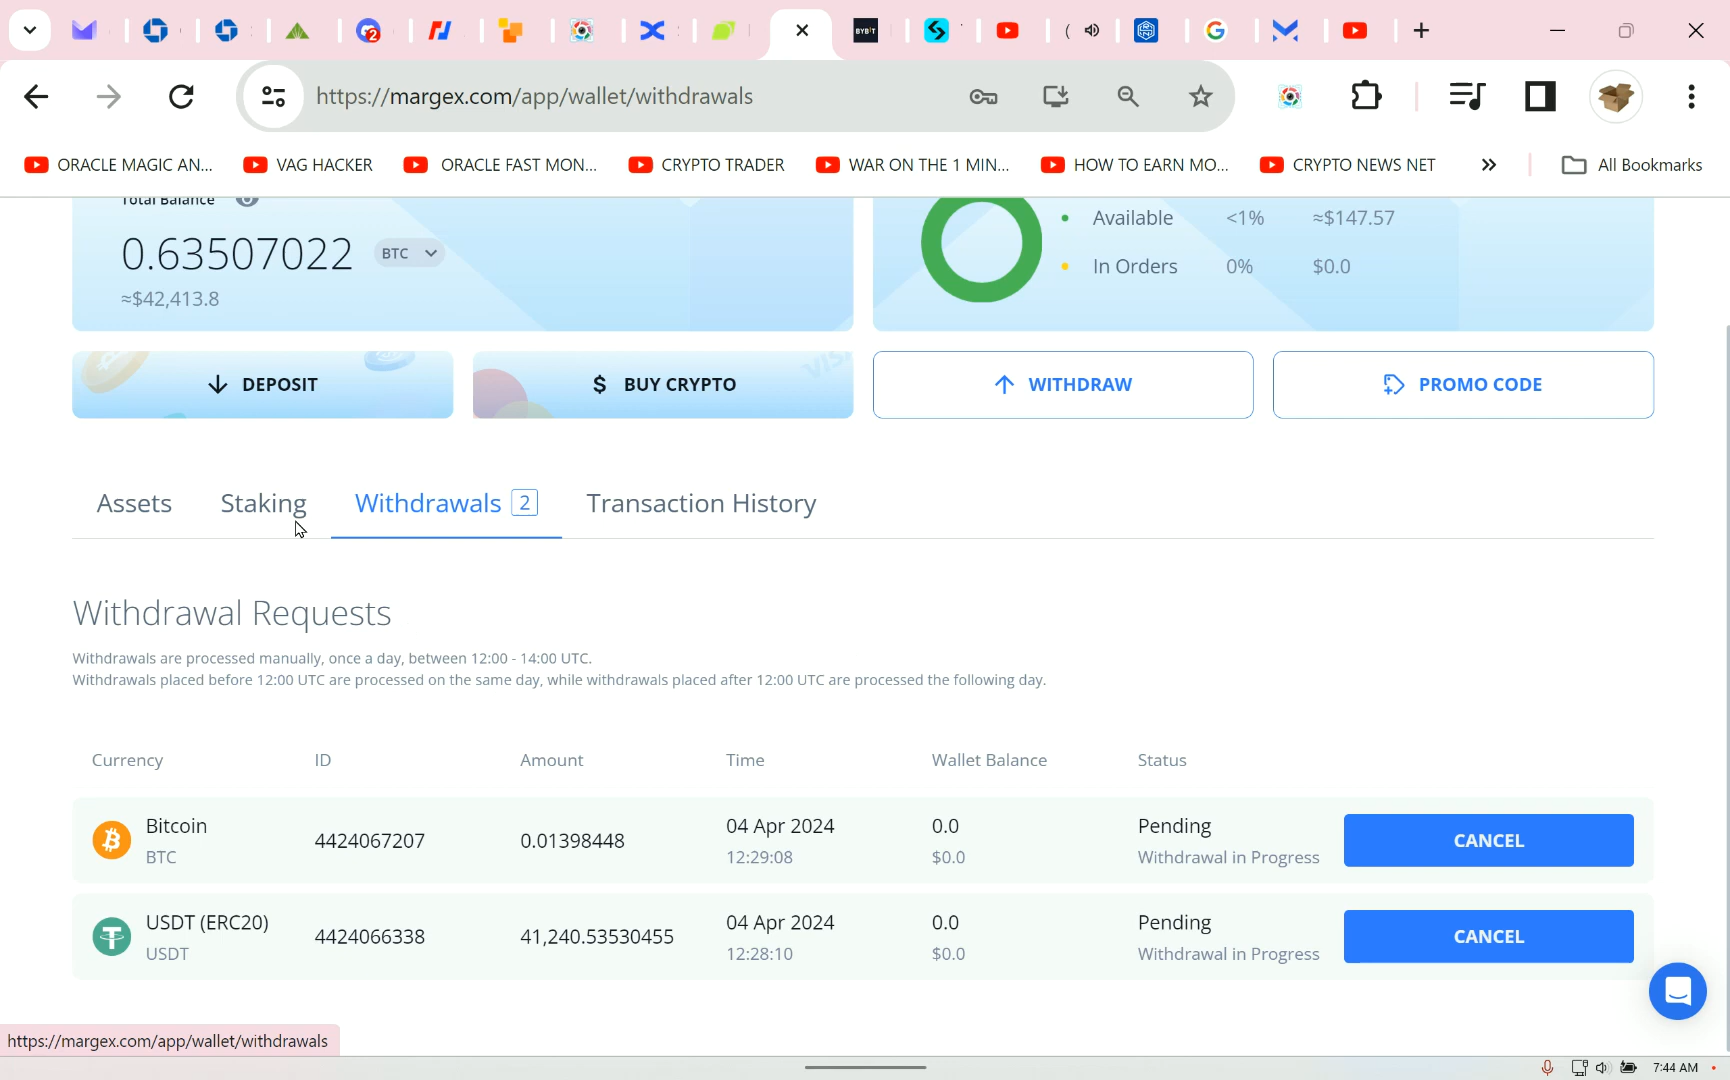 2
BYBIT
https://margex.com/app/wallet/withdrawals
ORACLE MAGIC AN... VAG HACKER ORACLE FAST MON... CRYPTO TRADER WAR ON THE 1 MIN... HOW TO EARN MO... CRYPTO NEWS NET » All Bookmarks
Total Balance
0.63507022 BTC
≈$42,413.8
Available <1% ≈$147.57
In Orders 0% $0.0
DEPOSIT $ BUY CRYPTO WITHDRAW PROMO CODE
Assets Staking Withdrawals 2 Transaction History
Withdrawal Requests
Withdrawals are processed manually, once a day, between 12:00 - 14:00 UTC.
Withdrawals placed before 12:00 UTC are processed on the same day, while withdrawals placed after 12:00 UTC are processed the following day.
Currency ID Amount Time Wallet Balance Status
Bitcoin 04 Apr 2024 0.0 Pending
4424067207 0.01398448 CANCEL
BTC 12:29:08 $0.0 Withdrawal in Progress
USDT (ERC20) 04 Apr 2024 0.0 Pending
4424066338 41,240.53530455 CANCEL
USDT 12:28:10 $0.0 Withdrawal in Progress
https://margex.com/app/wallet/withdrawals
7:44 AM